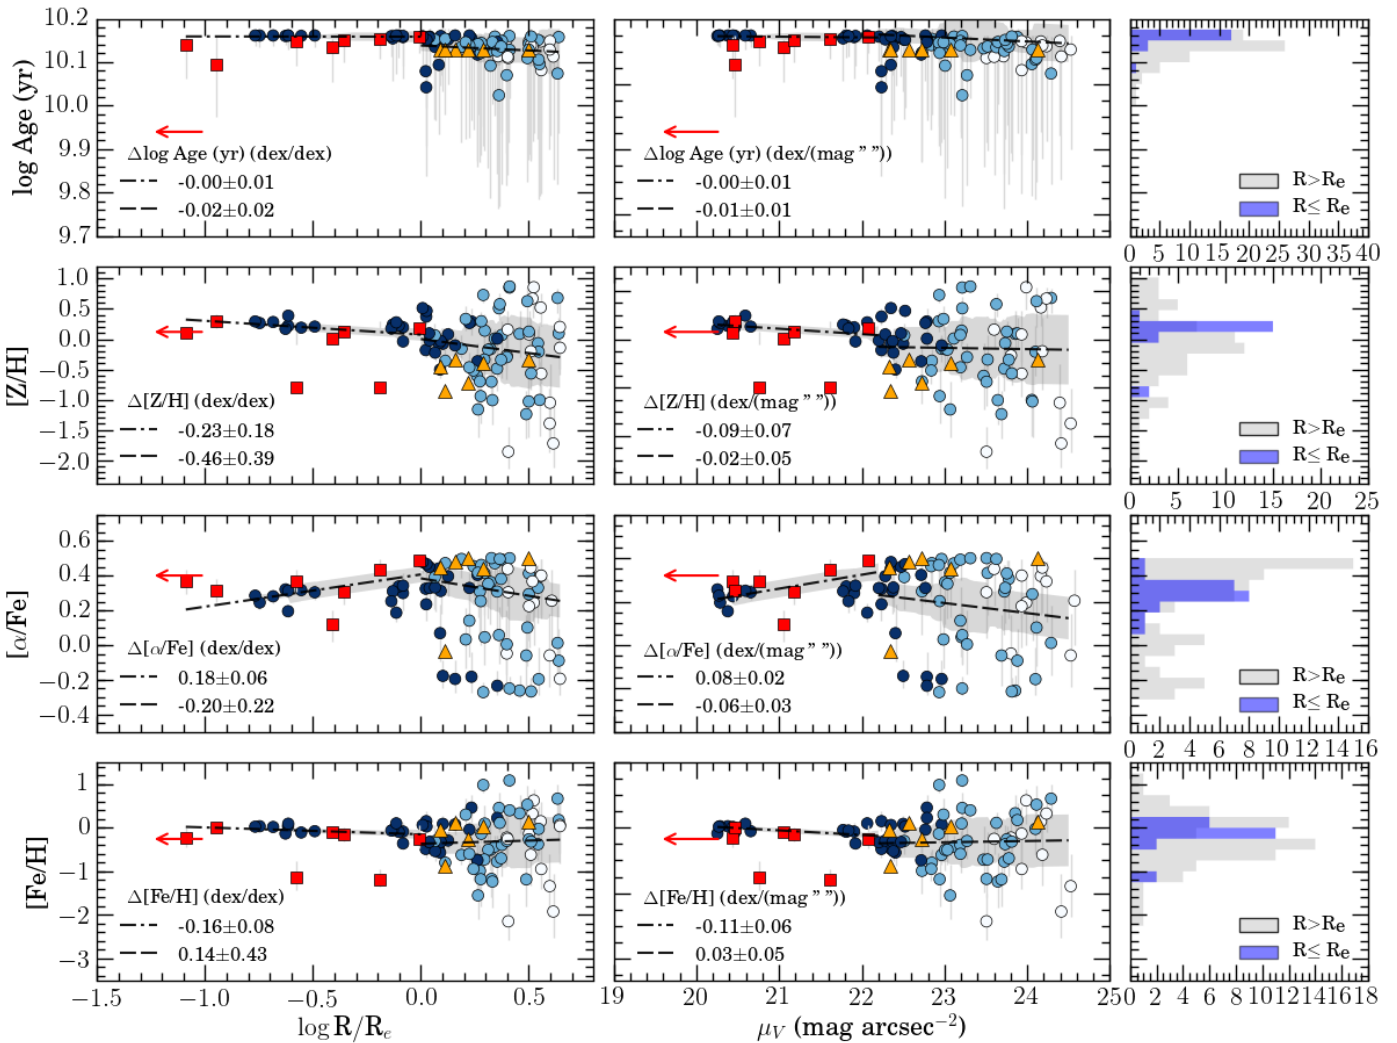 10.2
10.1
10.0
9.9
9.8
9.7
log Age (yr)
Δlog Age (yr) (dex/dex)
-0.00±0.01
-0.02±0.02
Δlog Age (yr) (dex/(mag ” ”))
-0.00±0.01
-0.01±0.01
R>Re
R≤ Re
0 5 10 15 20 25 30 35 40
1.0
0.5
0.0
−0.5
−1.0
−1.5
−2.0
[Z/H]
Δ[Z/H] (dex/dex)
-0.23±0.18
-0.46±0.39
Δ[Z/H] (dex/(mag ” ”))
-0.09±0.07
-0.02±0.05
R>Re
R≤ Re
0 5 10 15 20 25
0.6
0.4
0.2
0.0
−0.2
−0.4
[α/Fe]
Δ[α/Fe] (dex/dex)
0.18±0.06
-0.20±0.22
Δ[α/Fe] (dex/(mag ” ”))
0.08±0.02
-0.06±0.03
R>Re
R≤ Re
0 2 4 6 8 10 12 14 16
1
0
−1
−2
−3
[Fe/H]
Δ[Fe/H] (dex/dex)
-0.16±0.08
0.14±0.43
Δ[Fe/H] (dex/(mag ” ”))
-0.11±0.06
0.03±0.05
R>Re
R≤ Re
−1.5 −1.0 −0.5 0.0 0.5
19 20 21 22 23 24 25
0 2 4 6 8 10 12 14 16 18
log R/Re
μV (mag arcsec−2)